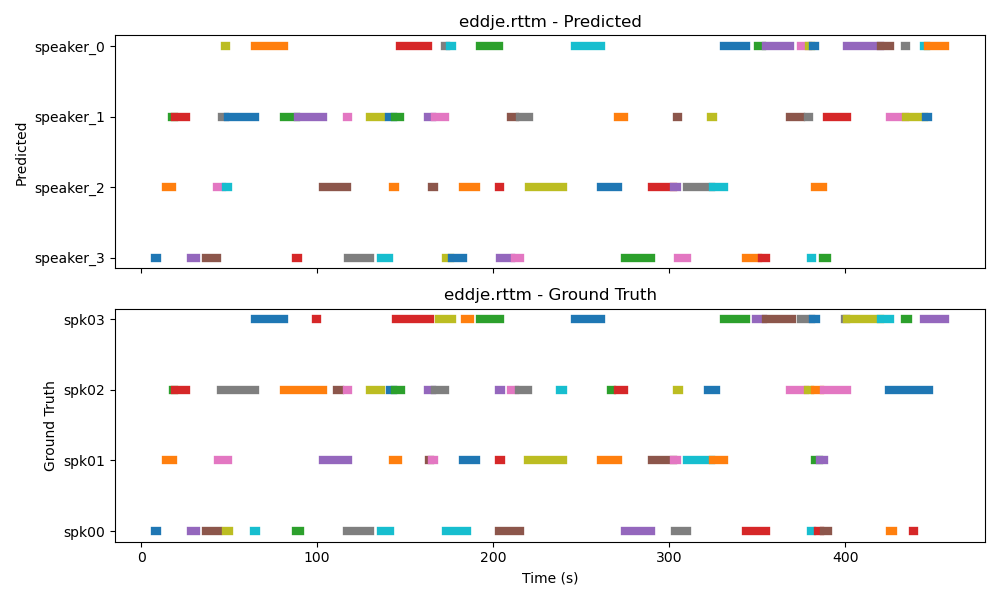 eddje.rttm - Predicted
speaker_0
speaker_1
speaker_2
speaker_3
Predicted
eddje.rttm - Ground Truth
spk03
spk02
spk01
spk00
Ground Truth
0 100 200 300 400
Time (s)